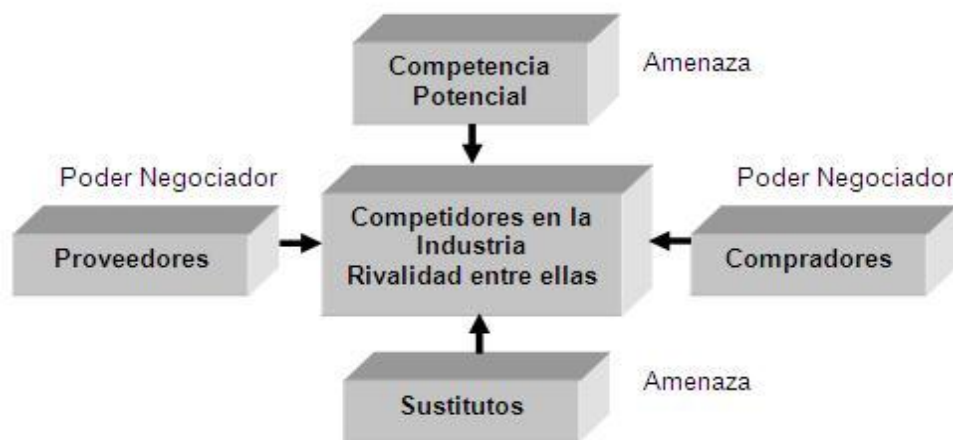 Competencia
Potencial
Amenaza
Poder Negociador
Poder Negociador
Proveedores
Competidores en la
Industria
Rivalidad entre ellas
Compradores
Sustitutos
Amenaza